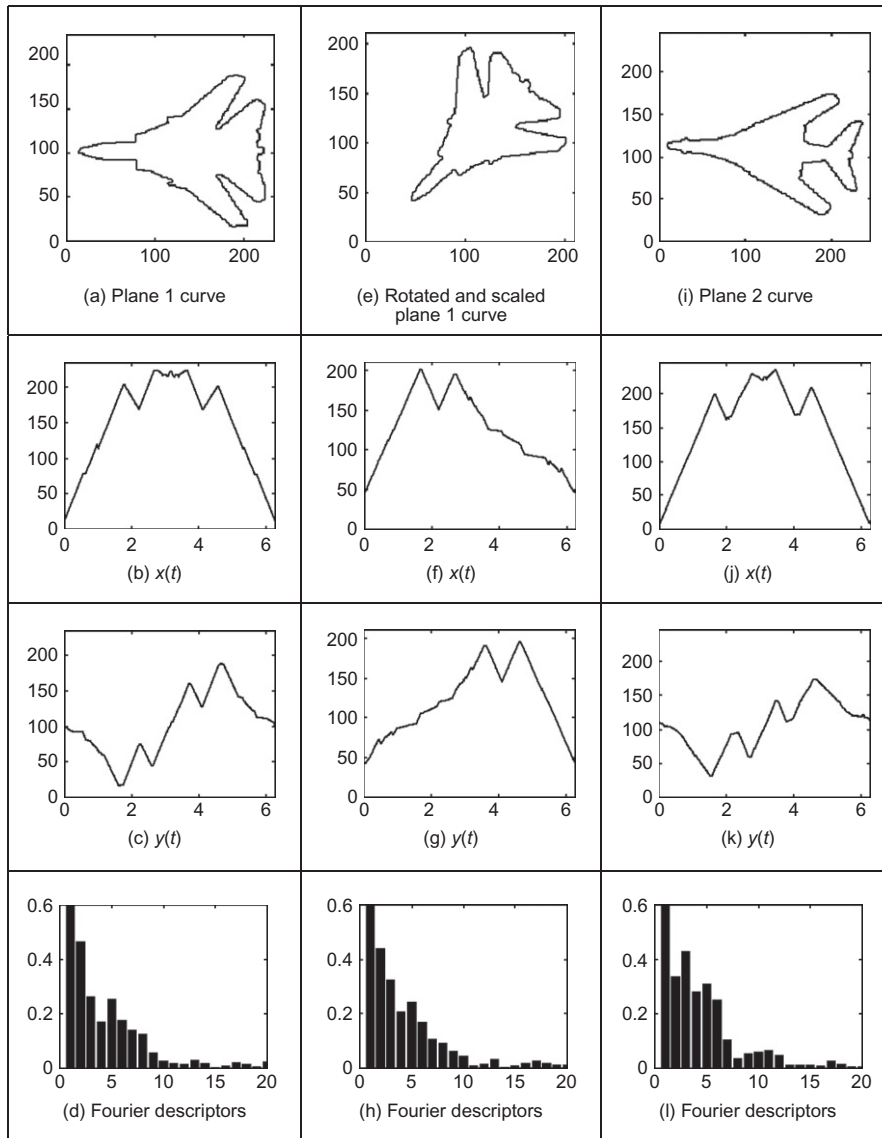 200
150
100
50
0
0 100 200
(a) Plane 1 curve
200
150
100
50
0
0 100 200
(e) Rotated and scaled
plane 1 curve
200
150
100
50
0
0 100 200
(i) Plane 2 curve
200
150
100
50
0
0 2 4 6
(b) x(t)
200
150
100
50
0
0 2 4 6
(f) x(t)
200
150
100
50
0
0 2 4 6
(j) x(t)
200
150
100
50
0
0 2 4 6
(c) y(t)
200
150
100
50
0
0 2 4 6
(g) y(t)
200
150
100
50
0
0 2 4 6
(k) y(t)
0.6
0.4
0.2
0
0 5 10 15 20
(d) Fourier descriptors
0.6
0.4
0.2
0
0 5 10 15 20
(h) Fourier descriptors
0.6
0.4
0.2
0
0 5 10 15 20
(l) Fourier descriptors